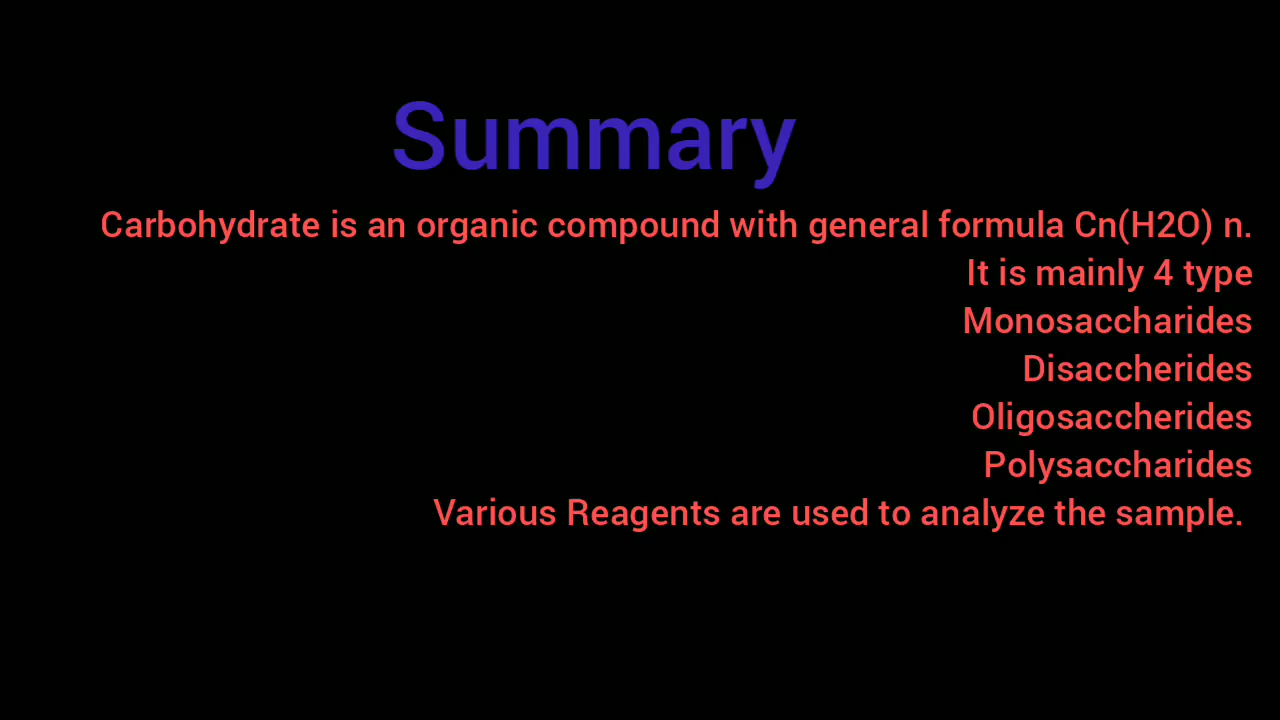 Summary
Carbohydrate is an organic compound with general formula Cn(H2O) n.
It is mainly 4 type
Monosaccharides
Disaccherides
Oligosaccherides
Polysaccharides
Various Reagents are used to analyze the sample.